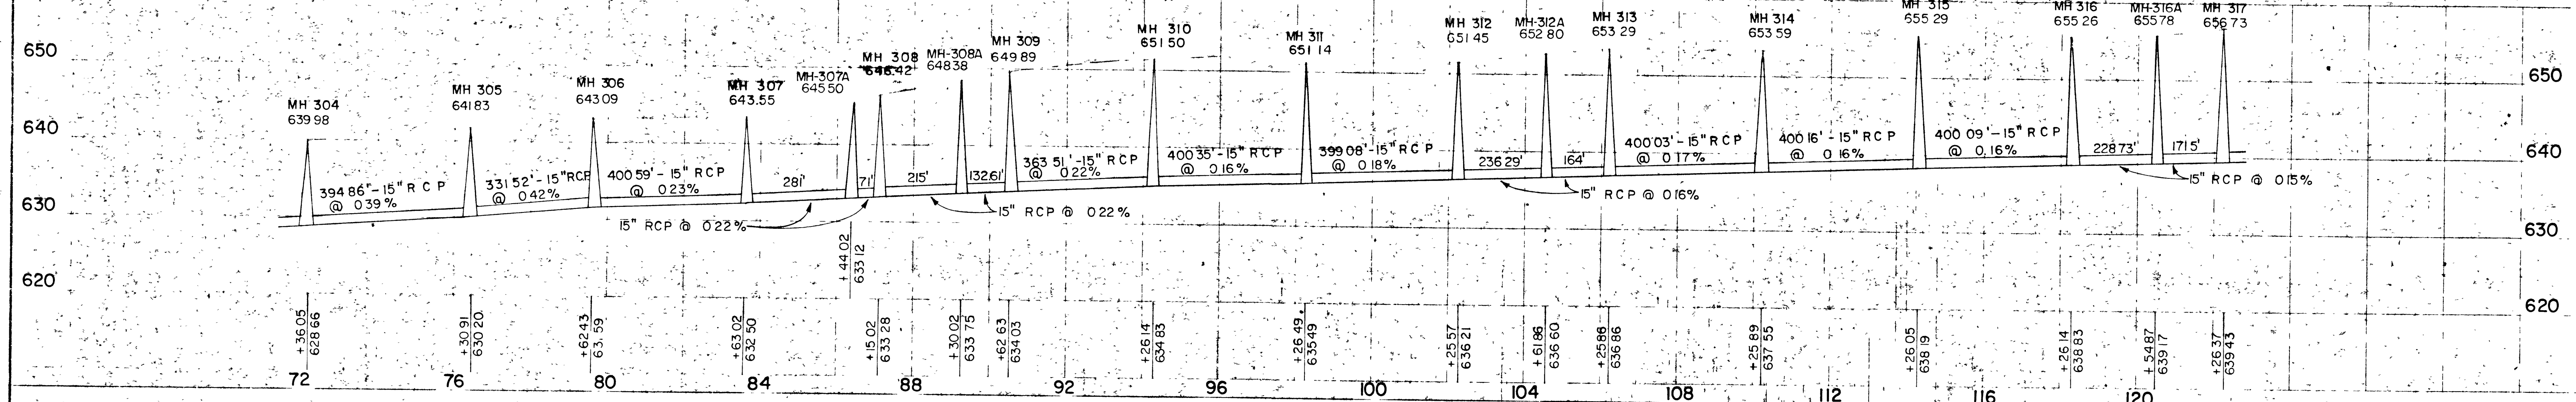 MH 304
639.98
MH 305
641.83
MH 306
643.09
MH 307
643.55
MH-307A
645.50
MH 308
646.42
MH-308A
648.38
MH 309
649.89
MH 310
651.50
MH 311
651.14
MH 312
651.45
MH-312A
652.80
MH 313
653.29
MH 314
653.59
MH 315
655.29
MH 316
655.26
MH-316A
655.78
MH 317
656.73
650
640
630
620
650
640
630
620
394.86'-15" RCP
@ 0.39%
331.52'-15" RCP
@ 0.42%
400.59'-15" RCP
@ 0.23%
281'
71'
215'
132.61'
363.51'-15" RCP
@ 0.22%
400.35'-15" RCP
@ 0.16%
399.08'-15" RCP
@ 0.18%
236.29'
164'
400.03'-15" RCP
@ 0.17%
400.16'-15" RCP
@ 0.16%
400.09'-15" RCP
@ 0.16%
228.73'
171.5'
15" RCP @ 0.22%
15" RCP @ 0.22%
15" RCP @ 0.16%
15" RCP @ 0.15%
+36.05
628.66
+30.91
630.20
+62.43
+63.02
632.50
+44.02
633.12
+15.02
633.28
+30.02
633.75
+62.63
634.03
+26.14
634.83
+26.49
635.49
+25.57
636.21
+61.86
636.60
+25.86
636.86
+25.89
637.55
+26.05
638.19
+26.14
638.83
+54.87
639.17
+26.37
639.43
72
76
80
84
88
92
96
100
104
108
112
116
120